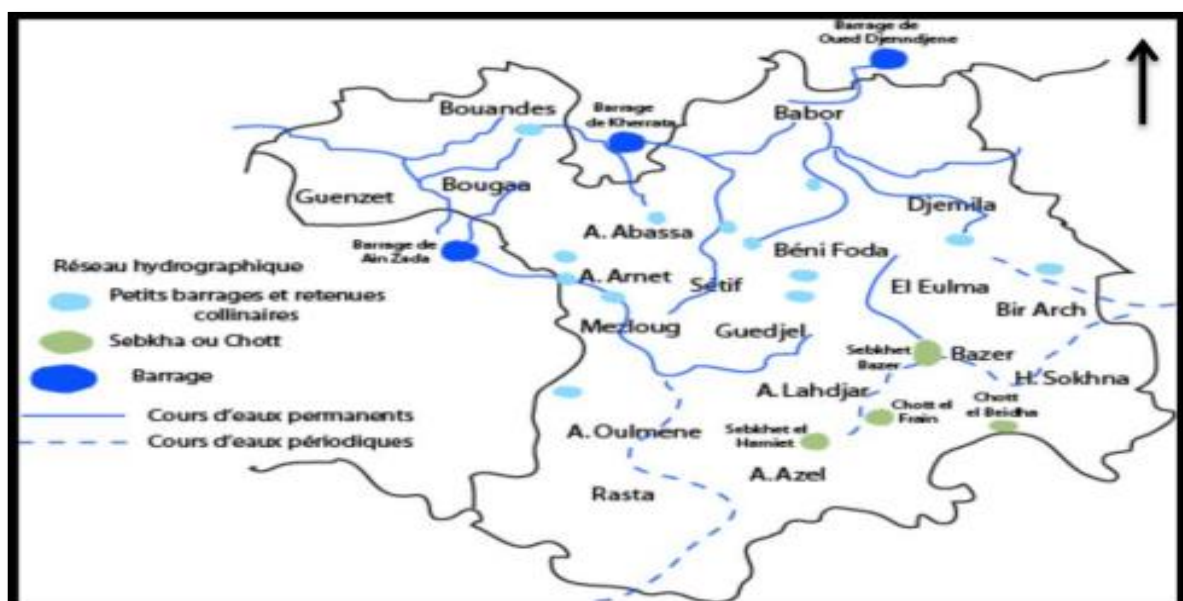 Barrage de
Oued Djenndjene
Bouandes
Barrage
de Kherrata
Babor
Guenzet
Bougaa
Djemila
A. Abassa
Barrage de
Ain Zada
Béni Foda
A. Arnet
Sétif
El Eulma
Bir Arch
Mezloug
Guedjel
Sebkhet
Bazer
Bazer
H. Sokhna
A. Lahdjar
Chott el
Frain
Chott
el Beidha
A. Oulmene
Sebkhet el
Hamiet
A. Azel
Rasta
Réseau hydrographique
Petits barrages et retenues
collinaires
Sebkha ou Chott
Barrage
Cours d'eaux permanents
Cours d'eaux périodiques